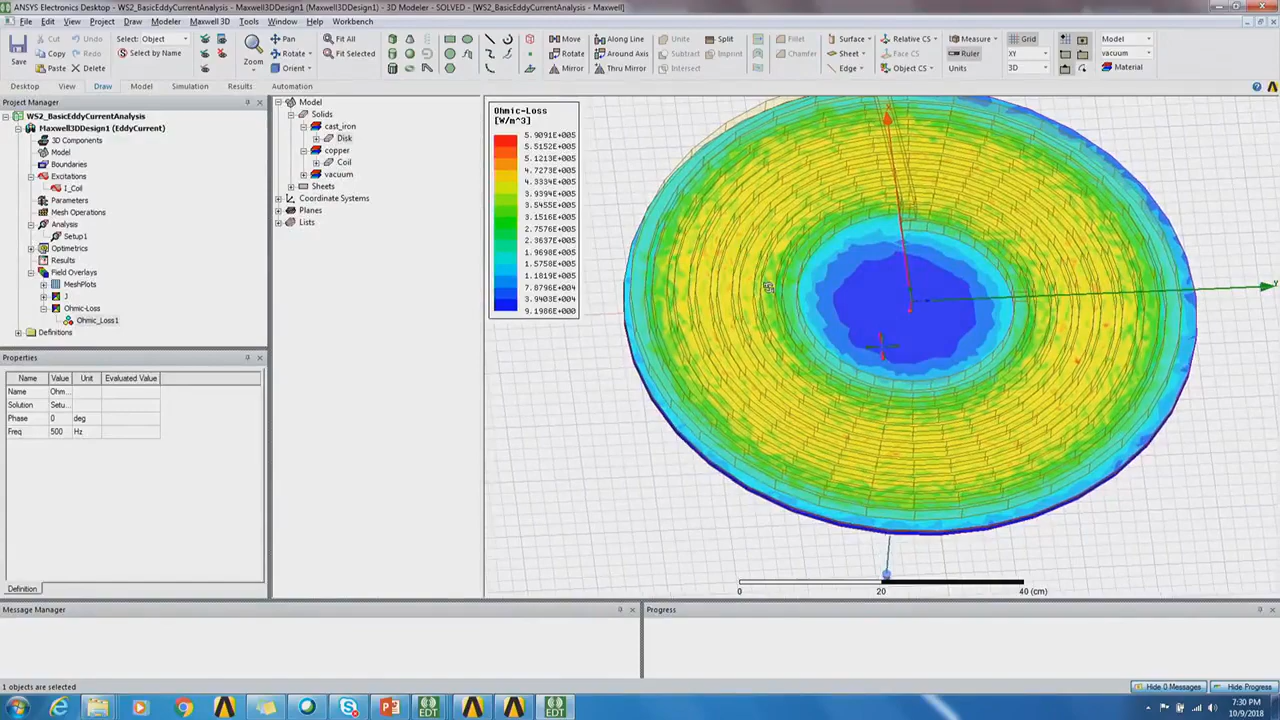 ANSYS Electronics Desktop - WS2_BasicEddyCurrentAnalysis - Maxwell3DDesign1 - 3D Modeler - SOLVED - [WS2_BasicEddyCurrentAnalysis - Maxwell3DDesign1 - Maxwell]
File Edit View Project Draw Modeler Maxwell 3D Tools Window Help Workbench
Save Cut Copy Paste Undo Redo Delete
Select: Object
Select by Name
Zoom Pan Rotate Orient Fit All Fit Selected
Move Rotate Mirror Along Line Around Axis Thru Mirror
Unite Subtract Intersect Split Imprint Fillet Chamfer
Surface Sheet Edge Relative CS Face CS Object CS
Measure Ruler Units Grid XY 3D
Model vacuum Material
Desktop View Draw Model Simulation Results Automation
Project Manager
WS2_BasicEddyCurrentAnalysis
Maxwell3DDesign1 (EddyCurrent)
3D Components
Model
Boundaries
Excitations
I_Coil
Parameters
Mesh Operations
Analysis
Setup1
Optimetrics
Results
Field Overlays
MeshPlots
J
Ohmic-Loss
Ohmic_Loss1
Definitions
Properties
Name Value Unit Evaluated Value
Name Ohm...
Solution Setu...
Phase 0 deg
Freq 500 Hz
Definition
Model
Solids
cast_iron
Disk
copper
Coil
vacuum
Sheets
Coordinate Systems
Planes
Lists
Ohmic-Loss
[W/m^3]
5.9091E+005
5.5152E+005
5.1213E+005
4.7273E+005
4.3334E+005
3.9394E+005
3.5455E+005
3.1516E+005
2.7576E+005
2.3637E+005
1.9698E+005
1.5758E+005
1.1819E+005
7.8796E+004
3.9403E+004
9.1986E+000
0 20 40 (cm)
Message Manager
Progress
1 objects are selected
Hide 0 Messages Hide Progress
7:30 PM
10/9/2018